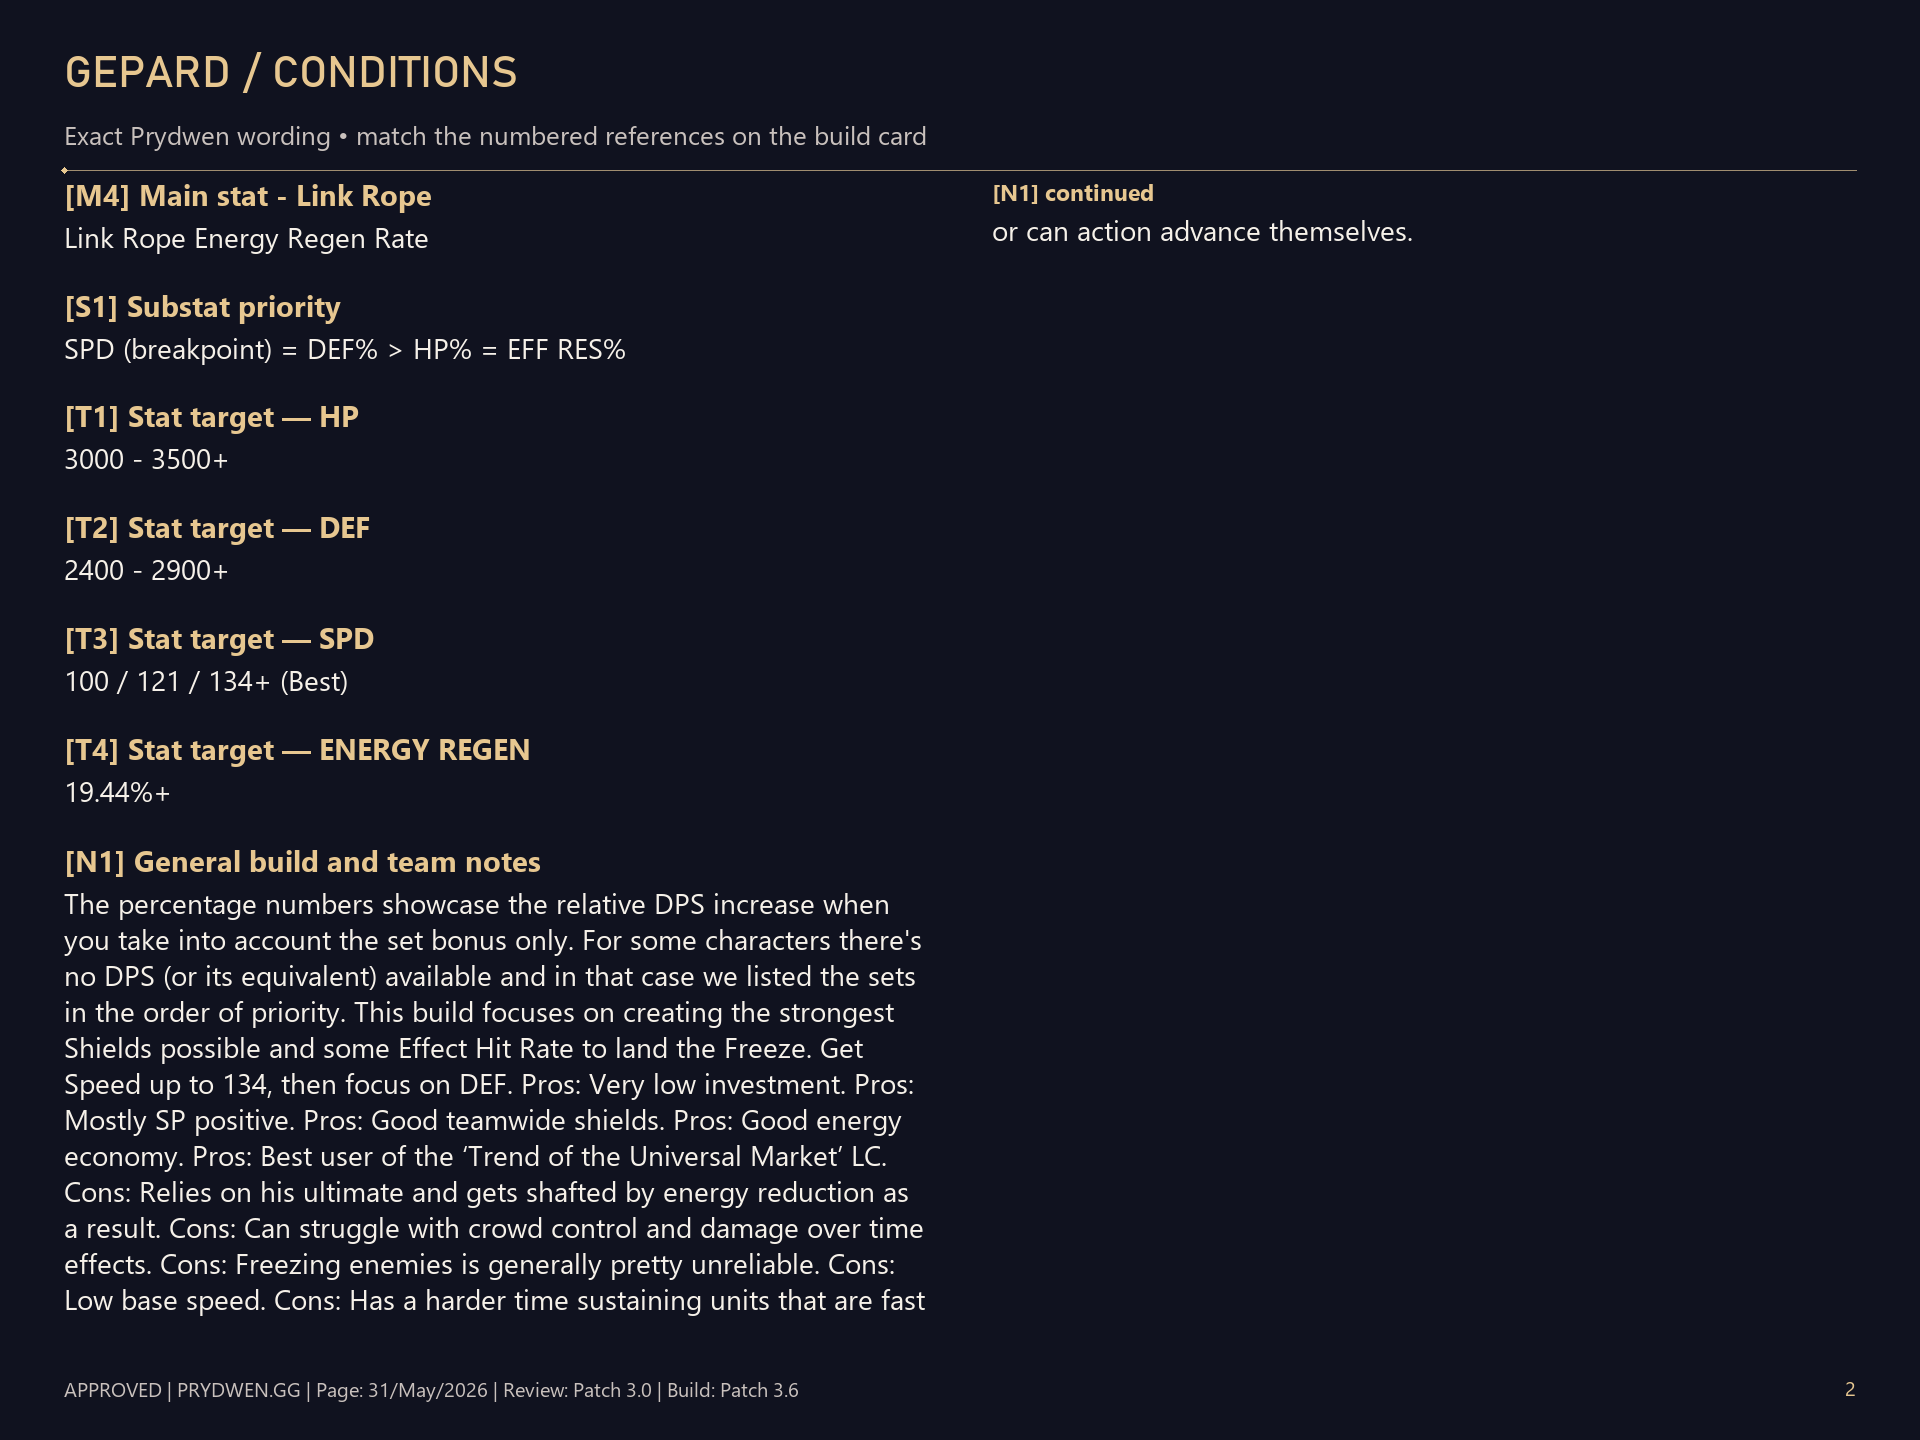 GEPARD / CONDITIONS
Exact Prydwen wording • match the numbered references on the build card
[M4] Main stat - Link Rope
Link Rope Energy Regen Rate
[S1] Substat priority
SPD (breakpoint) = DEF% > HP% = EFF RES%
[T1] Stat target — HP
3000 - 3500+
[T2] Stat target — DEF
2400 - 2900+
[T3] Stat target — SPD
100 / 121 / 134+ (Best)
[T4] Stat target — ENERGY REGEN
19.44%+
[N1] General build and team notes
The percentage numbers showcase the relative DPS increase when
you take into account the set bonus only. For some characters there's
no DPS (or its equivalent) available and in that case we listed the sets
in the order of priority. This build focuses on creating the strongest
Shields possible and some Effect Hit Rate to land the Freeze. Get
Speed up to 134, then focus on DEF. Pros: Very low investment. Pros:
Mostly SP positive. Pros: Good teamwide shields. Pros: Good energy
economy. Pros: Best user of the ‘Trend of the Universal Market’ LC.
Cons: Relies on his ultimate and gets shafted by energy reduction as
a result. Cons: Can struggle with crowd control and damage over time
effects. Cons: Freezing enemies is generally pretty unreliable. Cons:
Low base speed. Cons: Has a harder time sustaining units that are fast
[N1] continued
or can action advance themselves.
APPROVED | PRYDWEN.GG | Page: 31/May/2026 | Review: Patch 3.0 | Build: Patch 3.6
2